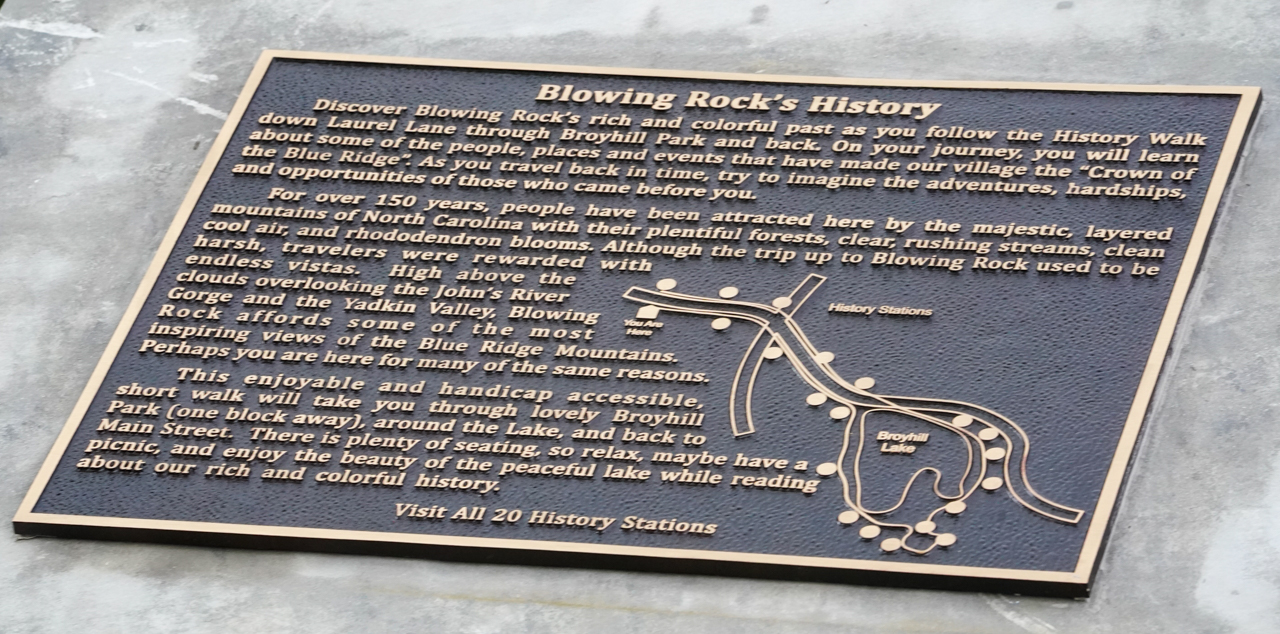 Blowing Rock's History
Discover Blowing Rock's rich and colorful past as you follow the History Walk
down Laurel Lane through Broyhill Park and back. On your journey, you will learn
about some of the people, places and events that have made our village the "Crown of
the Blue Ridge". As you travel back in time, try to imagine the adventures, hardships,
and opportunities of those who came before you.
For over 150 years, people have been attracted here by the majestic, layered
mountains of North Carolina with their plentiful forests, clear, rushing streams, clean
cool air, and rhododendron blooms. Although the trip up to Blowing Rock used to be
harsh, travelers were rewarded with
endless vistas. High above the
clouds overlooking the John's River
Gorge and the Yadkin Valley, Blowing
Rock affords some of the most
inspiring views of the Blue Ridge Mountains.
Perhaps you are here for many of the same reasons.
This enjoyable and handicap accessible,
short walk will take you through lovely Broyhill
Park (one block away), around the Lake, and back to
Main Street. There is plenty of seating, so relax, maybe have a
picnic, and enjoy the beauty of the peaceful lake while reading
about our rich and colorful history.
Visit All 20 History Stations
History Stations
You Are
Here
Broyhill
Lake